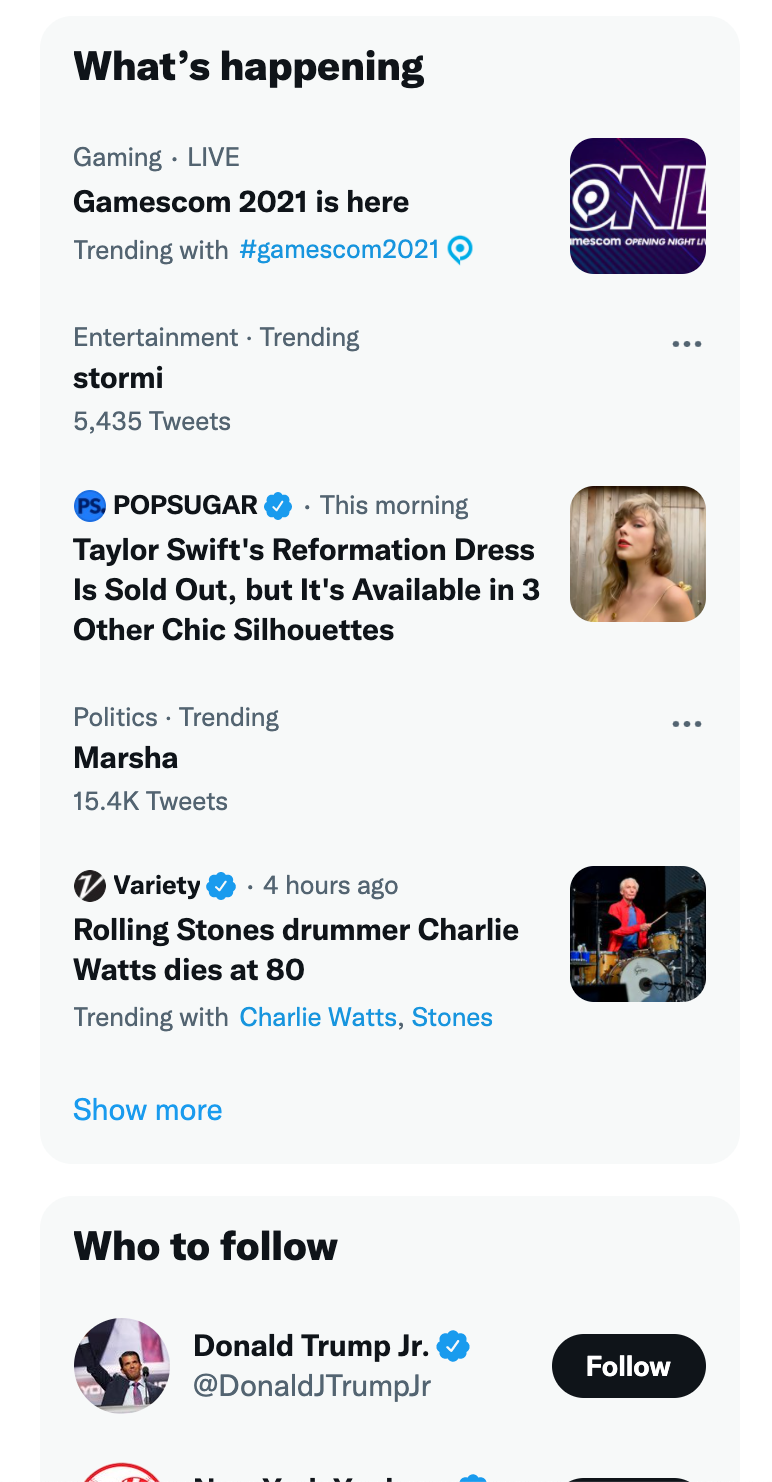 What’s happening
Gaming · LIVE
Gamescom 2021 is here
Trending with #gamescom2021
ONL
mescom OPENING NIGHT LIV
Entertainment · Trending
stormi
5,435 Tweets
PS. POPSUGAR · This morning
Taylor Swift's Reformation Dress
Is Sold Out, but It's Available in 3
Other Chic Silhouettes
Politics · Trending
Marsha
15.4K Tweets
Variety · 4 hours ago
Rolling Stones drummer Charlie
Watts dies at 80
Trending with Charlie Watts, Stones
Show more
Who to follow
Donald Trump Jr.
@DonaldJTrumpJr
Follow